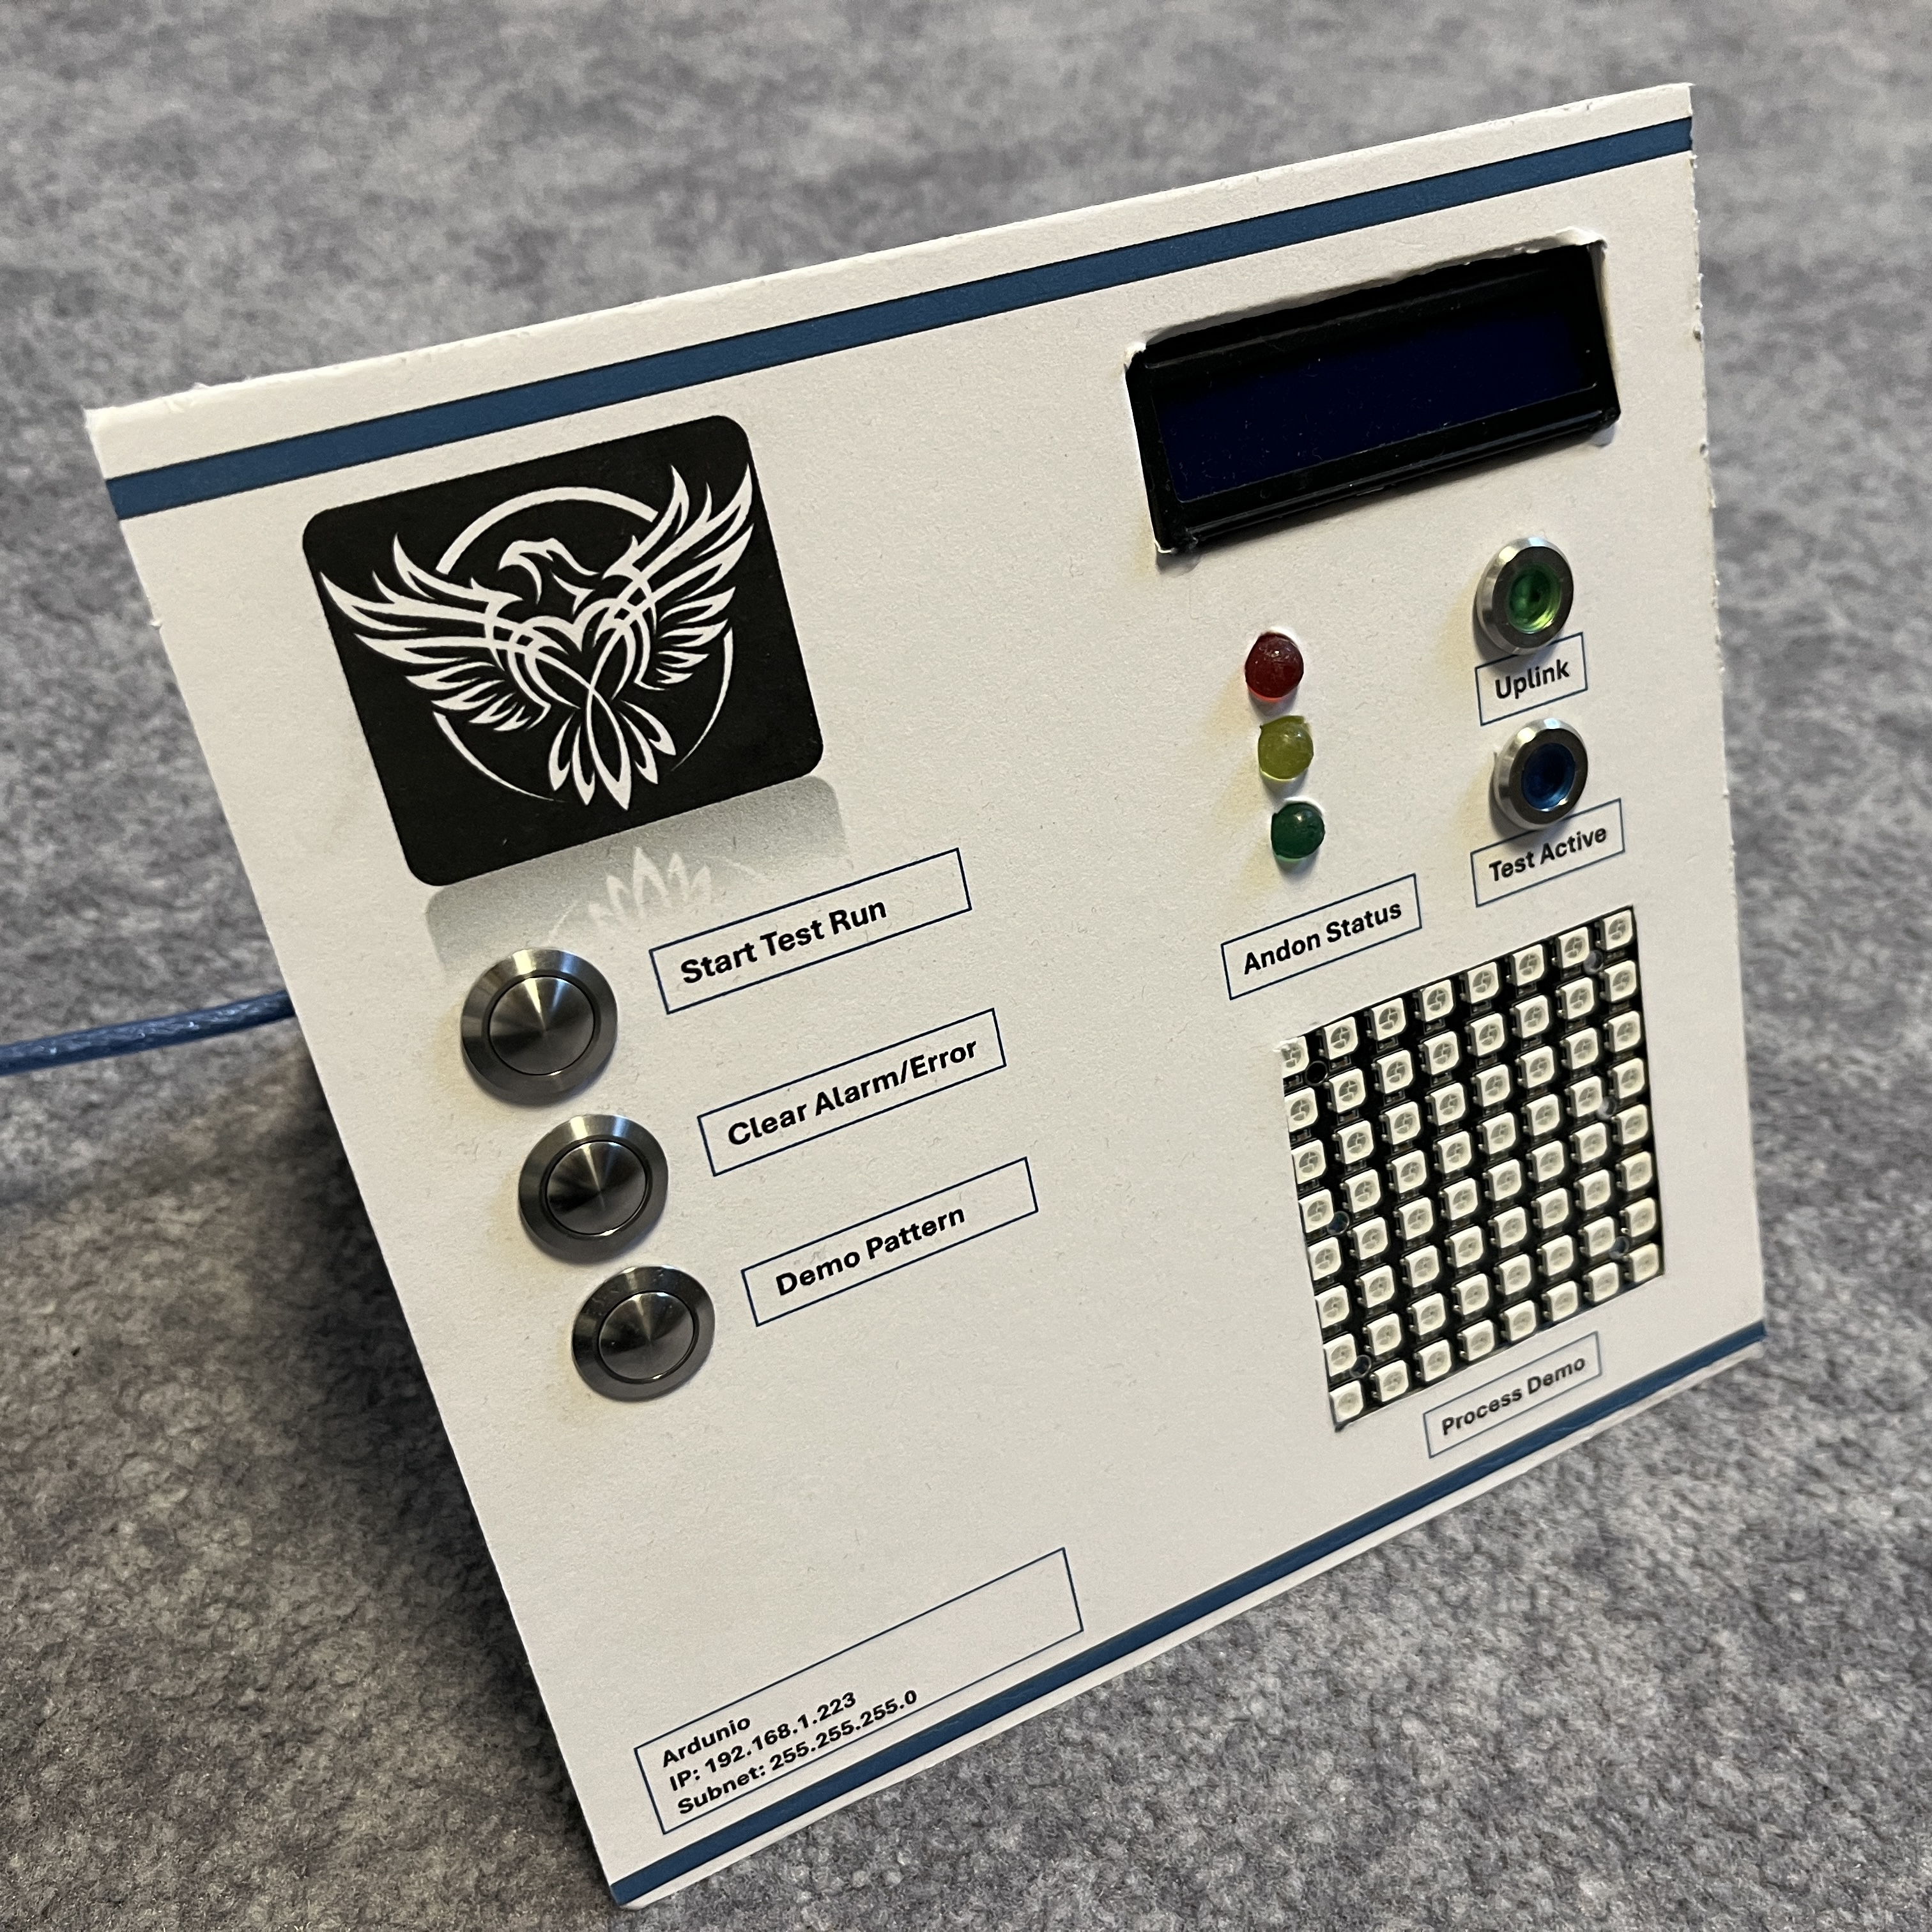 Start Test Run
Clear Alarm/Error
Demo Pattern
Uplink
Test Active
Andon Status
Process Demo
Ardunio
IP: 192.168.1.223
Subnet: 255.255.255.0